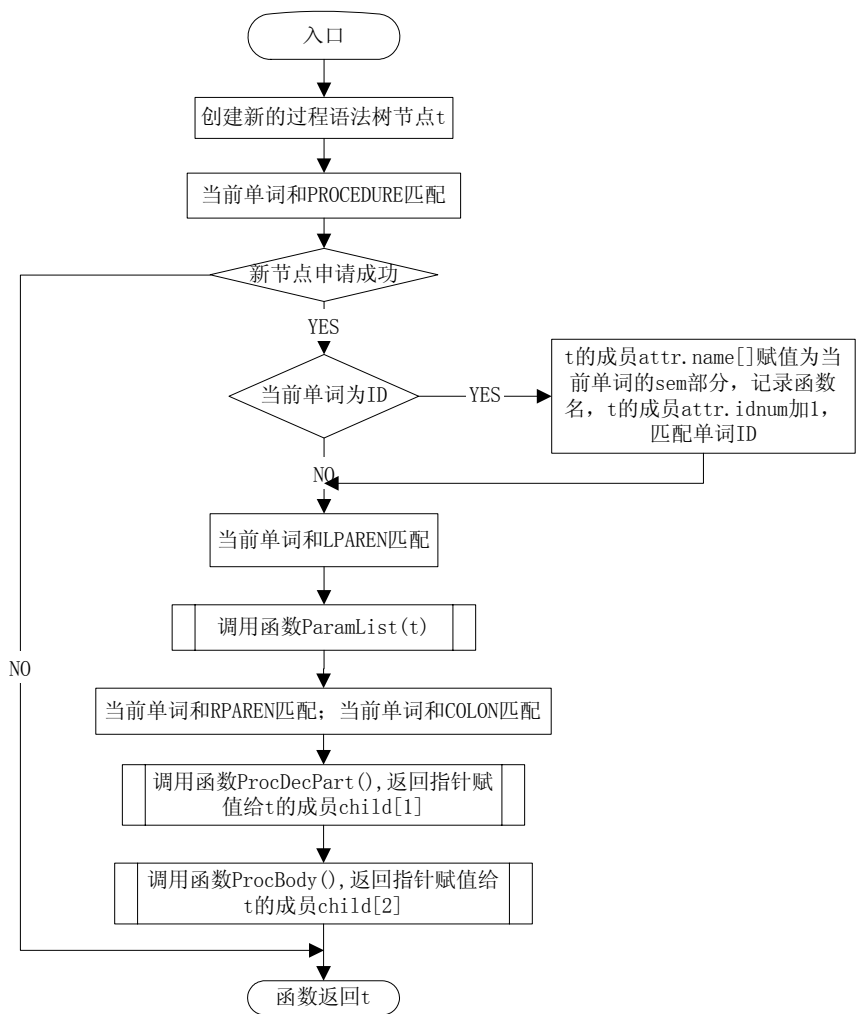 入口
创建新的过程语法树节点t
当前单词和PROCEDURE匹配
新节点申请成功
YES
当前单词为ID
YES
t的成员attr.name[]赋值为当
前单词的sem部分，记录函数
名，t的成员attr.idnum加1，
匹配单词ID
NO
当前单词和LPAREN匹配
调用函数ParamList(t)
NO
当前单词和RPAREN匹配；当前单词和COLON匹配
调用函数ProcDecPart(),返回指针赋
值给t的成员child[1]
调用函数ProcBody(),返回指针赋值给
t的成员child[2]
函数返回t